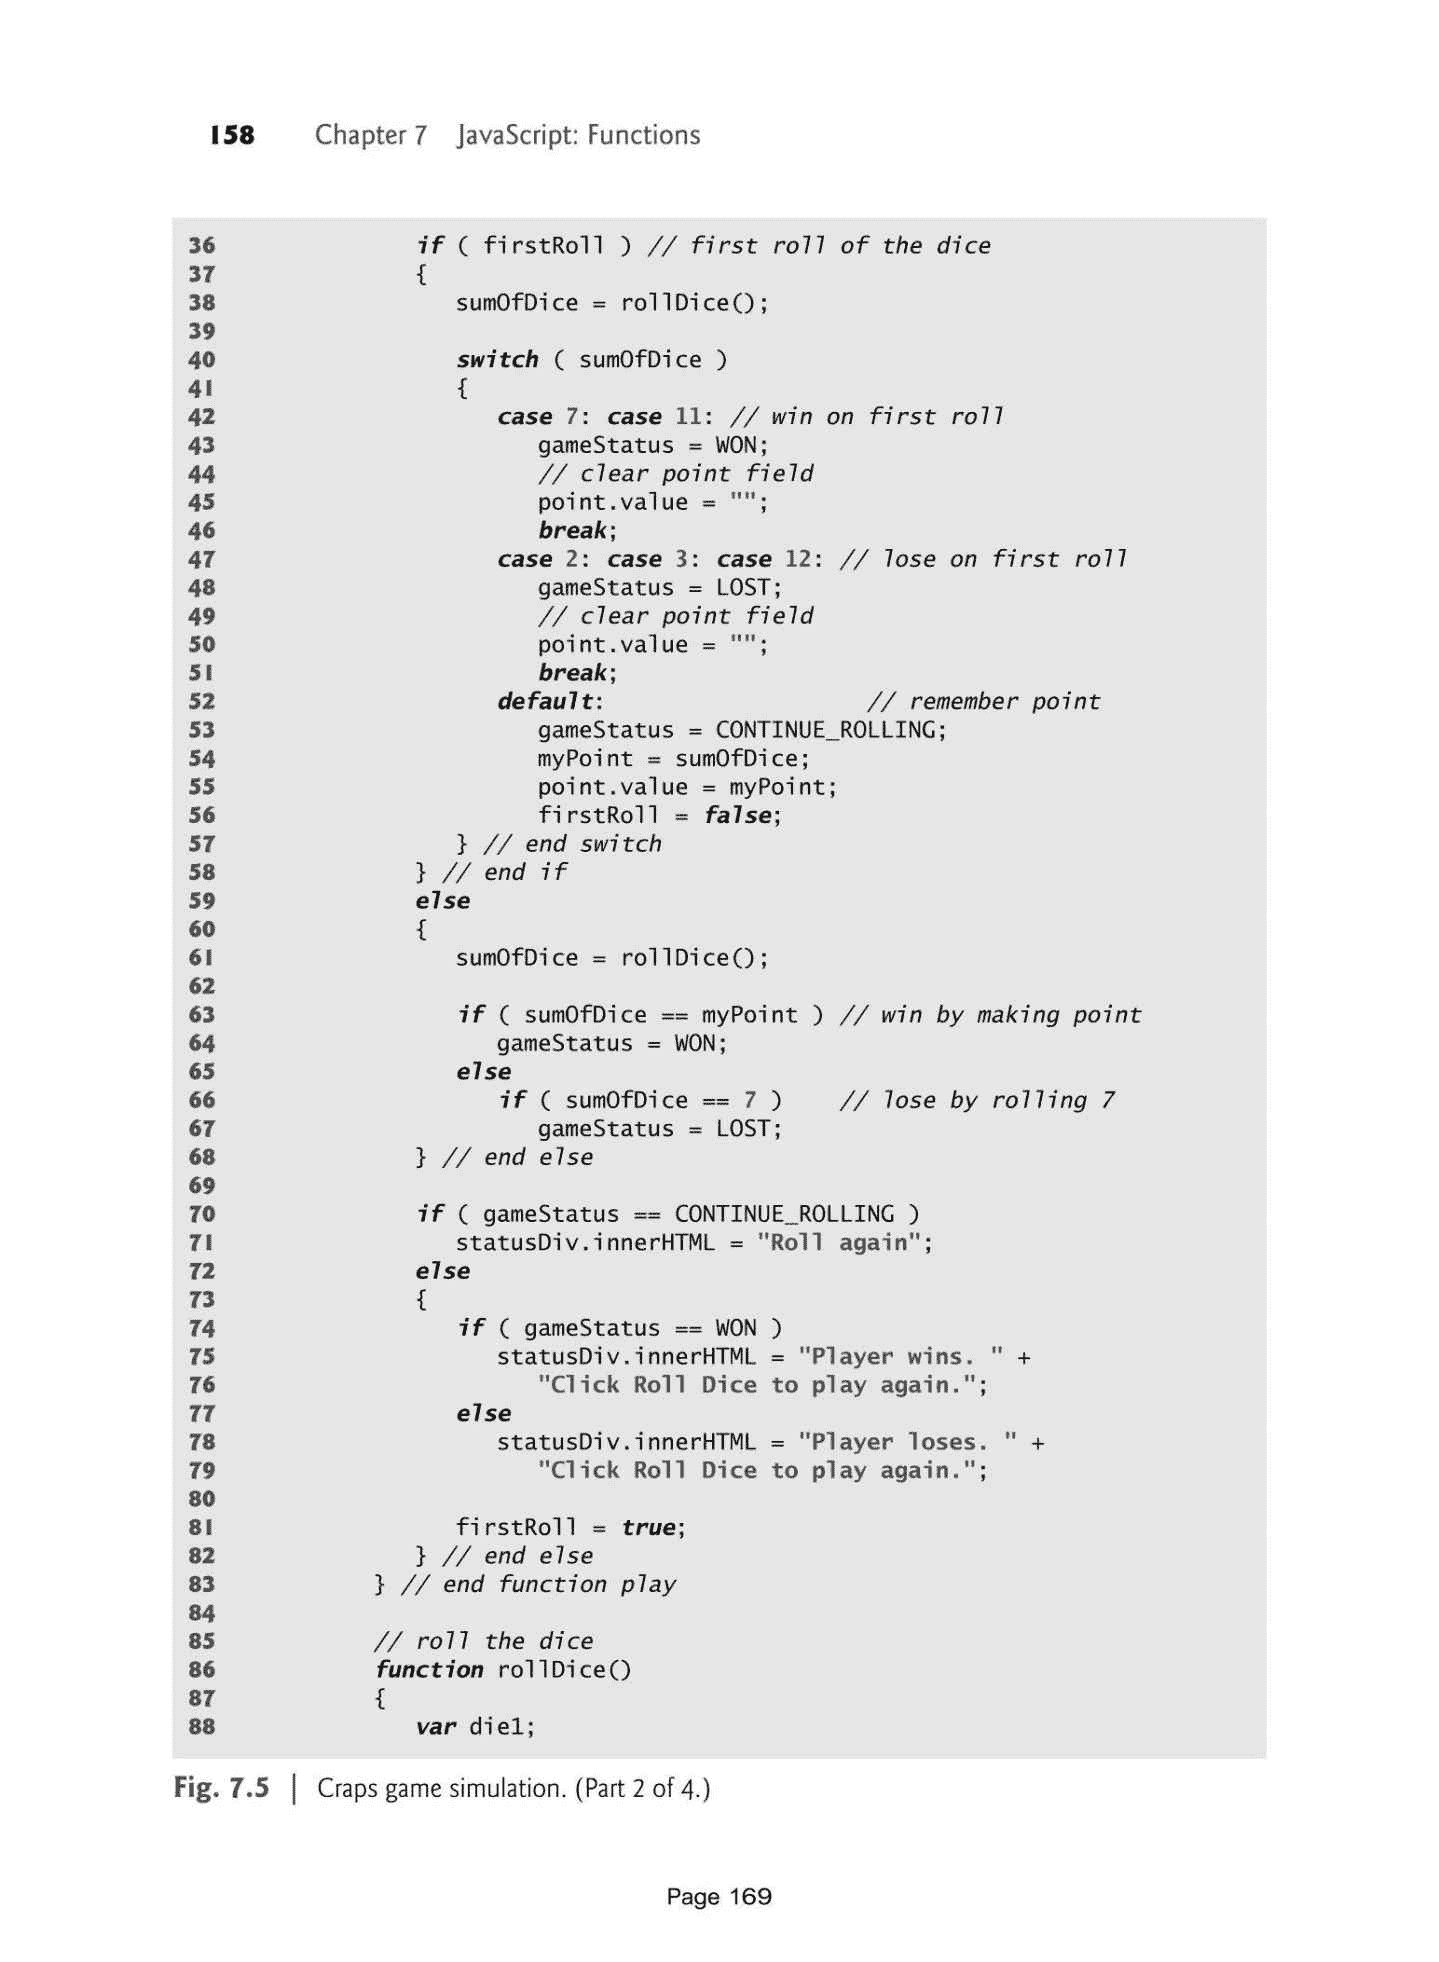 158 Chapter 7 JavaScript: Functions
36 if ( firstRoll ) // first roll of the dice
37 {
38 sumOfDice = rollDice();
39
40 switch ( sumOfDice )
41 {
42 case 7: case 11: // win on first roll
43 gameStatus = WON;
44 // clear point field
45 point.value = "";
46 break;
47 case 2: case 3: case 12: // lose on first roll
48 gameStatus = LOST;
49 // clear point field
50 point.value = "";
51 break;
52 default: // remember point
53 gameStatus = CONTINUE_ROLLING;
54 myPoint = sumOfDice;
55 point.value = myPoint;
56 firstRoll = false;
57 } // end switch
58 } // end if
59 else
60 {
61 sumOfDice = rollDice();
62
63 if ( sumOfDice == myPoint ) // win by making point
64 gameStatus = WON;
65 else
66 if ( sumOfDice == 7 ) // lose by rolling 7
67 gameStatus = LOST;
68 } // end else
69
70 if ( gameStatus == CONTINUE_ROLLING )
71 statusDiv.innerHTML = "Roll again";
72 else
73 {
74 if ( gameStatus == WON )
75 statusDiv.innerHTML = "Player wins. " +
76 "Click Roll Dice to play again.";
77 else
78 statusDiv.innerHTML = "Player loses. " +
79 "Click Roll Dice to play again.";
80
81 firstRoll = true;
82 } // end else
83 } // end function play
84
85 // roll the dice
86 function rollDice()
87 {
88 var die1;
Fig. 7.5 | Craps game simulation. (Part 2 of 4.)
Page 169